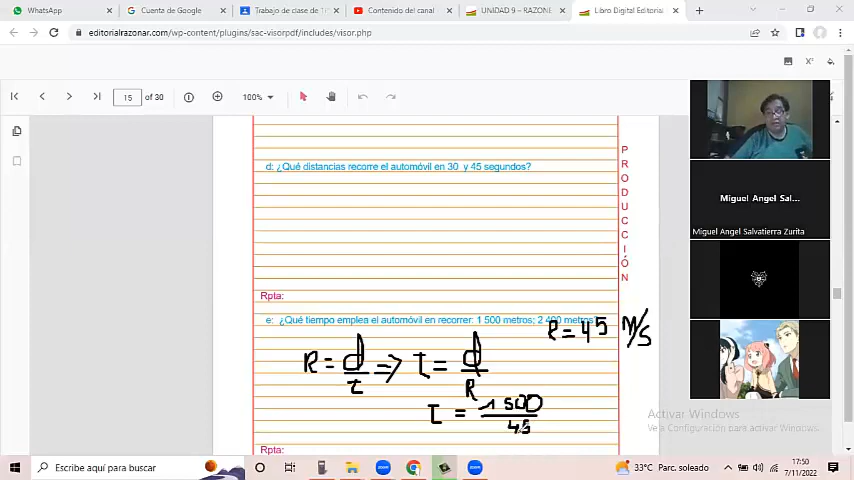 WhatsApp
Cuenta de Google
Trabajo de clase de 1°
Contenido del canal
UNIDAD 9 – RAZONE
Libro Digital Editorial
editorialrazonar.com/wp-content/plugins/sac-visorpdf/includes/visor.php
15 of 30
100%
d: ¿Qué distancias recorre el automóvil en 30 y 45 segundos?
PRODUCCIÓN
Miguel Angel Sal...
Miguel Angel Salvatierra Zurita
Rpta:
e: ¿Qué tiempo emplea el automóvil en recorrer: 1 500 metros; 2 400 metros?
R = 45 M/S
R = d/t => t = d/R
t = 1500/45
Rpta:
Activar Windows
Ve a Configuración para activar Windows.
Escribe aquí para buscar
33°C Parc. soleado
17:50
7/11/2022